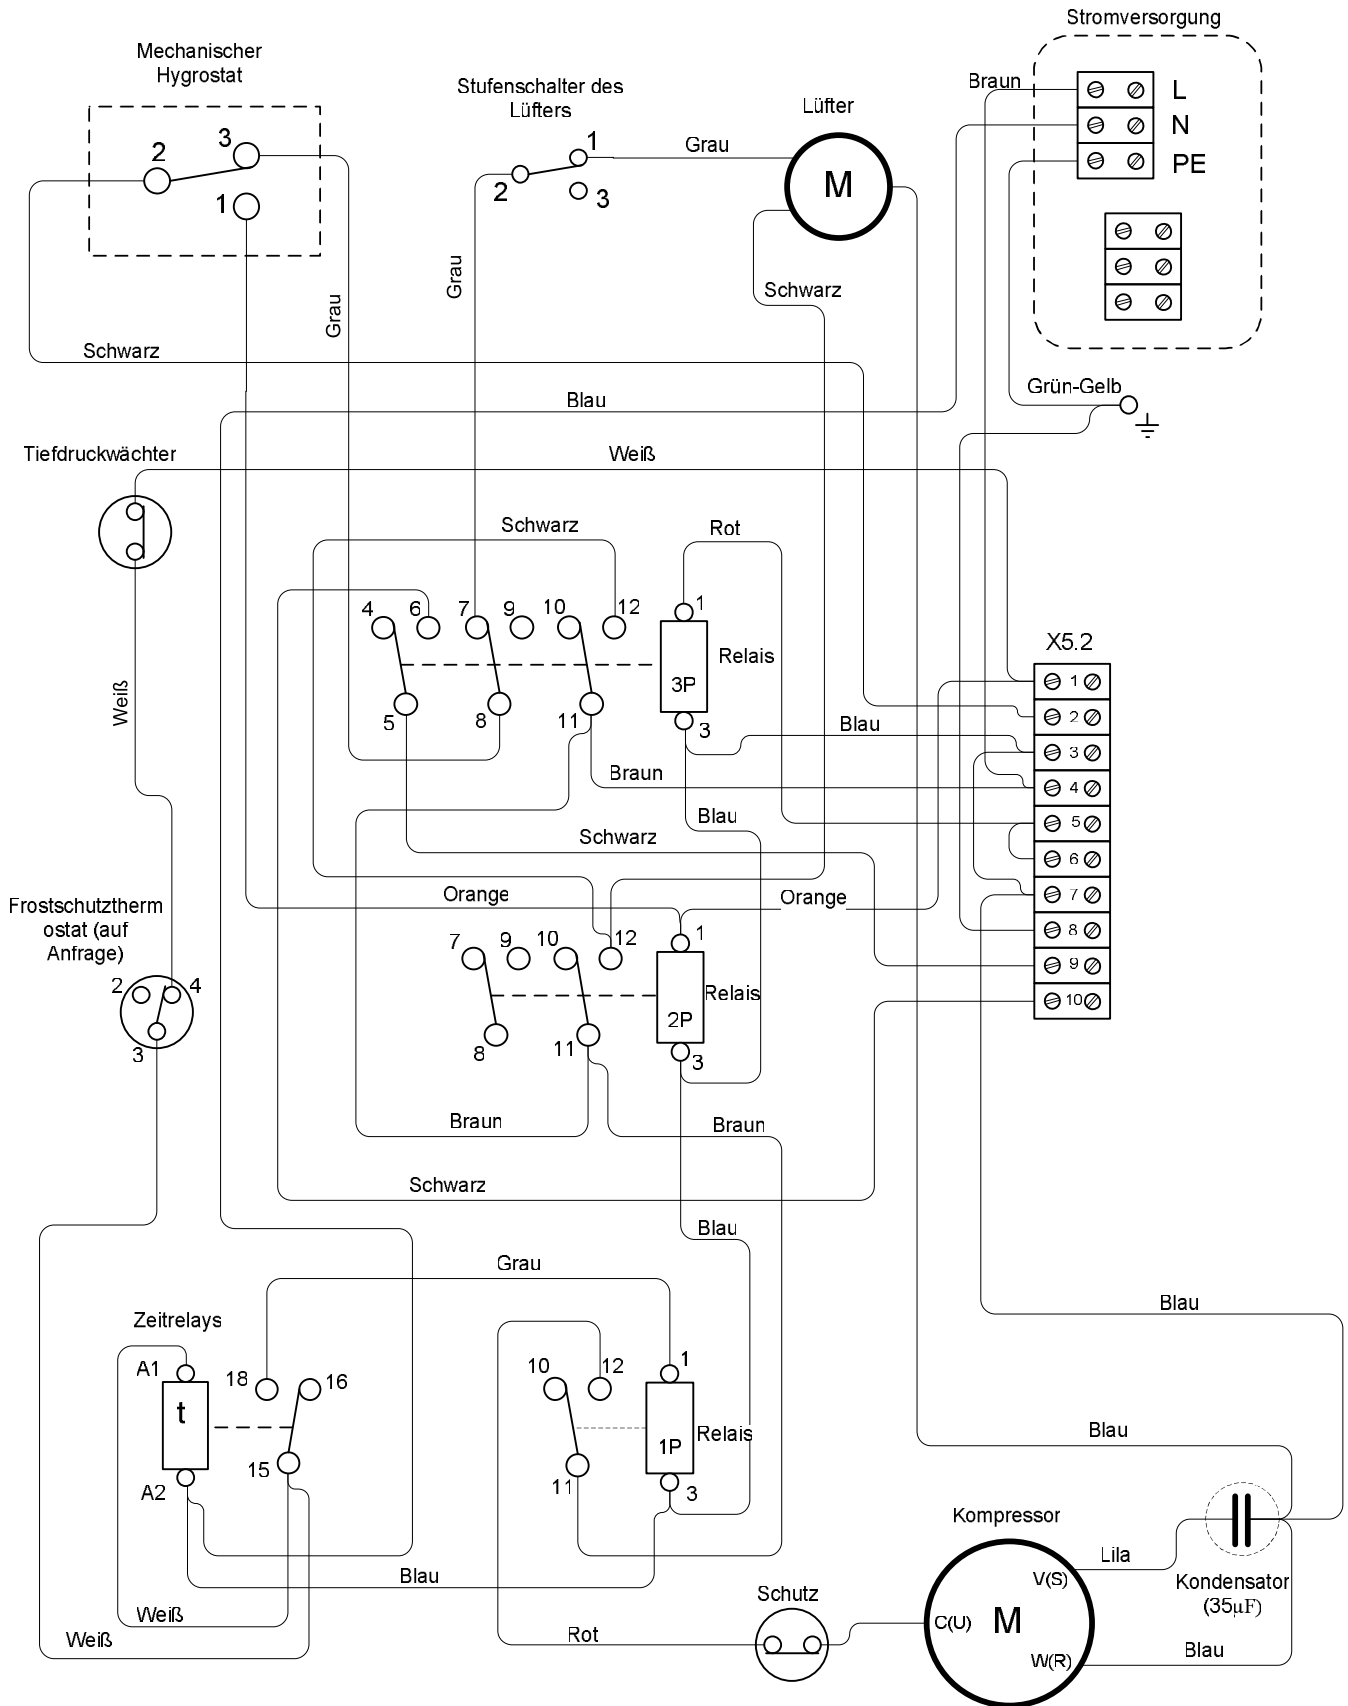 Stromversorgung
Mechanischer
Hygrostat
Stufenschalter des
Lüfters
Lüfter
Braun
L
N
PE
3
2
1
1
2
3
Grau
M
Grau
Grau
Schwarz
Schwarz
Grün-Gelb
Blau
Tiefdruckwächter
Weiß
Schwarz
Rot
4
6
7
9
10
12
1
Relais
3P
5
8
11
3
X5.2
1
2
3
4
5
6
7
8
9
10
Weiß
Blau
Braun
Blau
Schwarz
Orange
Orange
Frostschutztherm
ostat (auf
Anfrage)
2
4
3
7
9
10
12
1
Relais
2P
8
11
3
Braun
Braun
Schwarz
Blau
Grau
Blau
Zeitrelays
A1
t
A2
18
16
15
10
12
1
Relais
1P
11
3
Blau
Blau
Weiß
Weiß
Rot
Schutz
Kompressor
C(U)
M
V(S)
W(R)
Lila
Kondensator
(35µF)
Blau